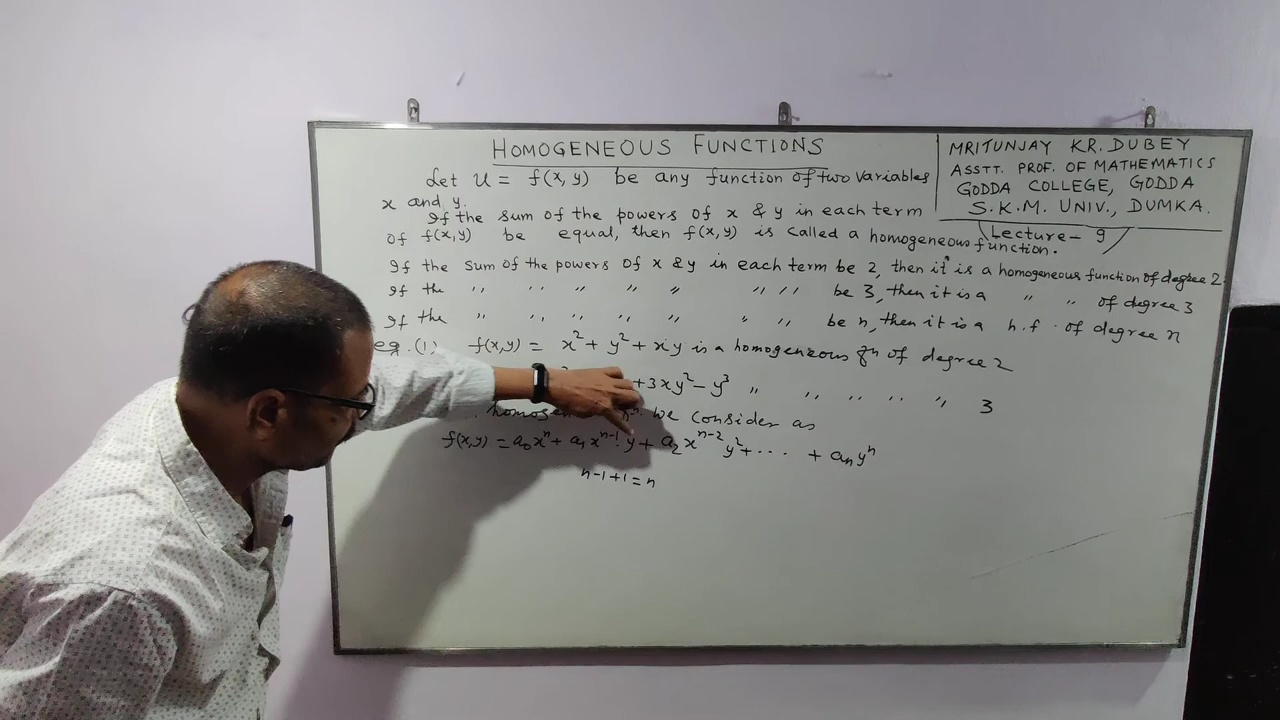 HOMOGENEOUS FUNCTIONS
MRITUNJAY KR. DUBEY
ASSTT. PROF. OF MATHEMATICS
GODDA COLLEGE, GODDA
S.K.M. UNIV., DUMKA.
Lecture - 9
Let u = f(x, y) be any function of two variables
x and y.
If the sum of the powers of x & y in each term
of f(x,y) be equal, then f(x,y) is called a homogeneous function.
If the sum of the powers of x & y in each term be 2, then it is a homogeneous function of degree 2
If the ,, ,, ,, ,, ,, ,, ,, be 3, then it is a ,, ,, of degree 3
If the ,, ,, ,, ,, ,, ,, ,, be n, then it is a h.f. of degree n
eg. (1) f(x,y) = x² + y² + xy is a homogeneous fⁿ of degree 2
+ 3xy² - y³ ,, ,, ,, ,, ,, 3
we consider as
f(x,y) = a₀xⁿ + a₁xⁿ⁻¹·y + a₂xⁿ⁻²y² + ... + aₙyⁿ
n-1+1 = n